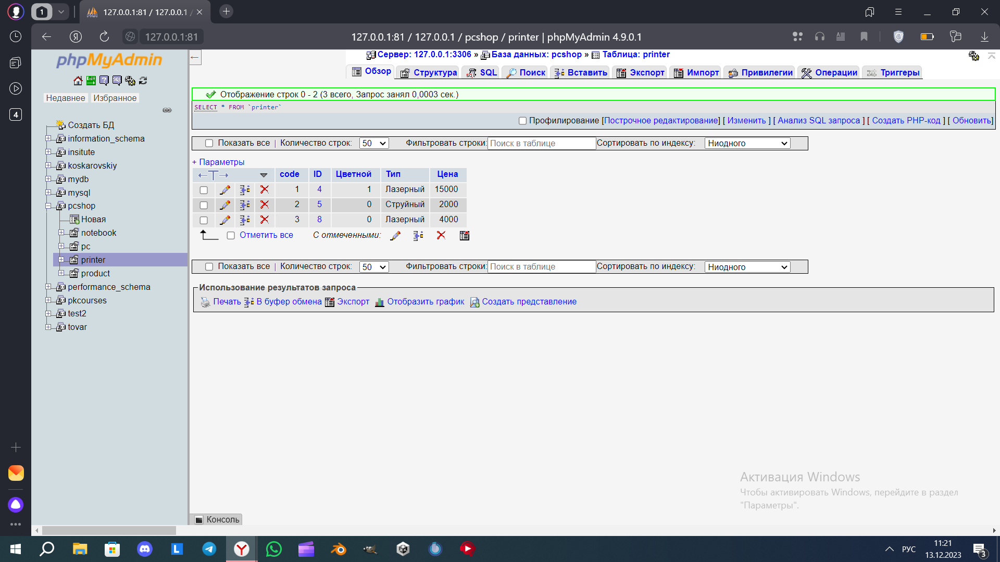 1
127.0.0.1:81 / 127.0.0.1 /
127.0.0.1:81
127.0.0.1:81 / 127.0.0.1 / pcshop / printer | phpMyAdmin 4.9.0.1
4
phpMyAdmin
Недавнее Избранное
Создать БД
information_schema
insitute
koskarovskiy
mydb
mysql
pcshop
Новая
notebook
pc
printer
product
performance_schema
pkcourses
test2
tovar
Сервер: 127.0.0.1:3306 » База данных: pcshop » Таблица: printer
Обзор Структура SQL Поиск Вставить Экспорт Импорт Привилегии Операции Триггеры
Отображение строк 0 - 2 (3 всего, Запрос занял 0,0003 сек.)
SELECT * FROM `printer`
Профилирование [Построчное редактирование] [ Изменить ] [ Анализ SQL запроса ] [ Создать PHP-код ] [ Обновить]
Показать все | Количество строк: 50 Фильтровать строки: Поиск в таблице Сортировать по индексу: Ниодного
+ Параметры
←T→ code ID Цветной Тип Цена
1 4 1 Лазерный 15000
2 5 0 Струйный 2000
3 8 0 Лазерный 4000
Отметить все С отмеченными:
Показать все | Количество строк: 50 Фильтровать строки: Поиск в таблице Сортировать по индексу: Ниодного
Использование результатов запроса
Печать В буфер обмена Экспорт Отобразить график Создать представление
Активация Windows
Чтобы активировать Windows, перейдите в раздел
"Параметры".
Консоль
РУС
11:21
13.12.2023
3